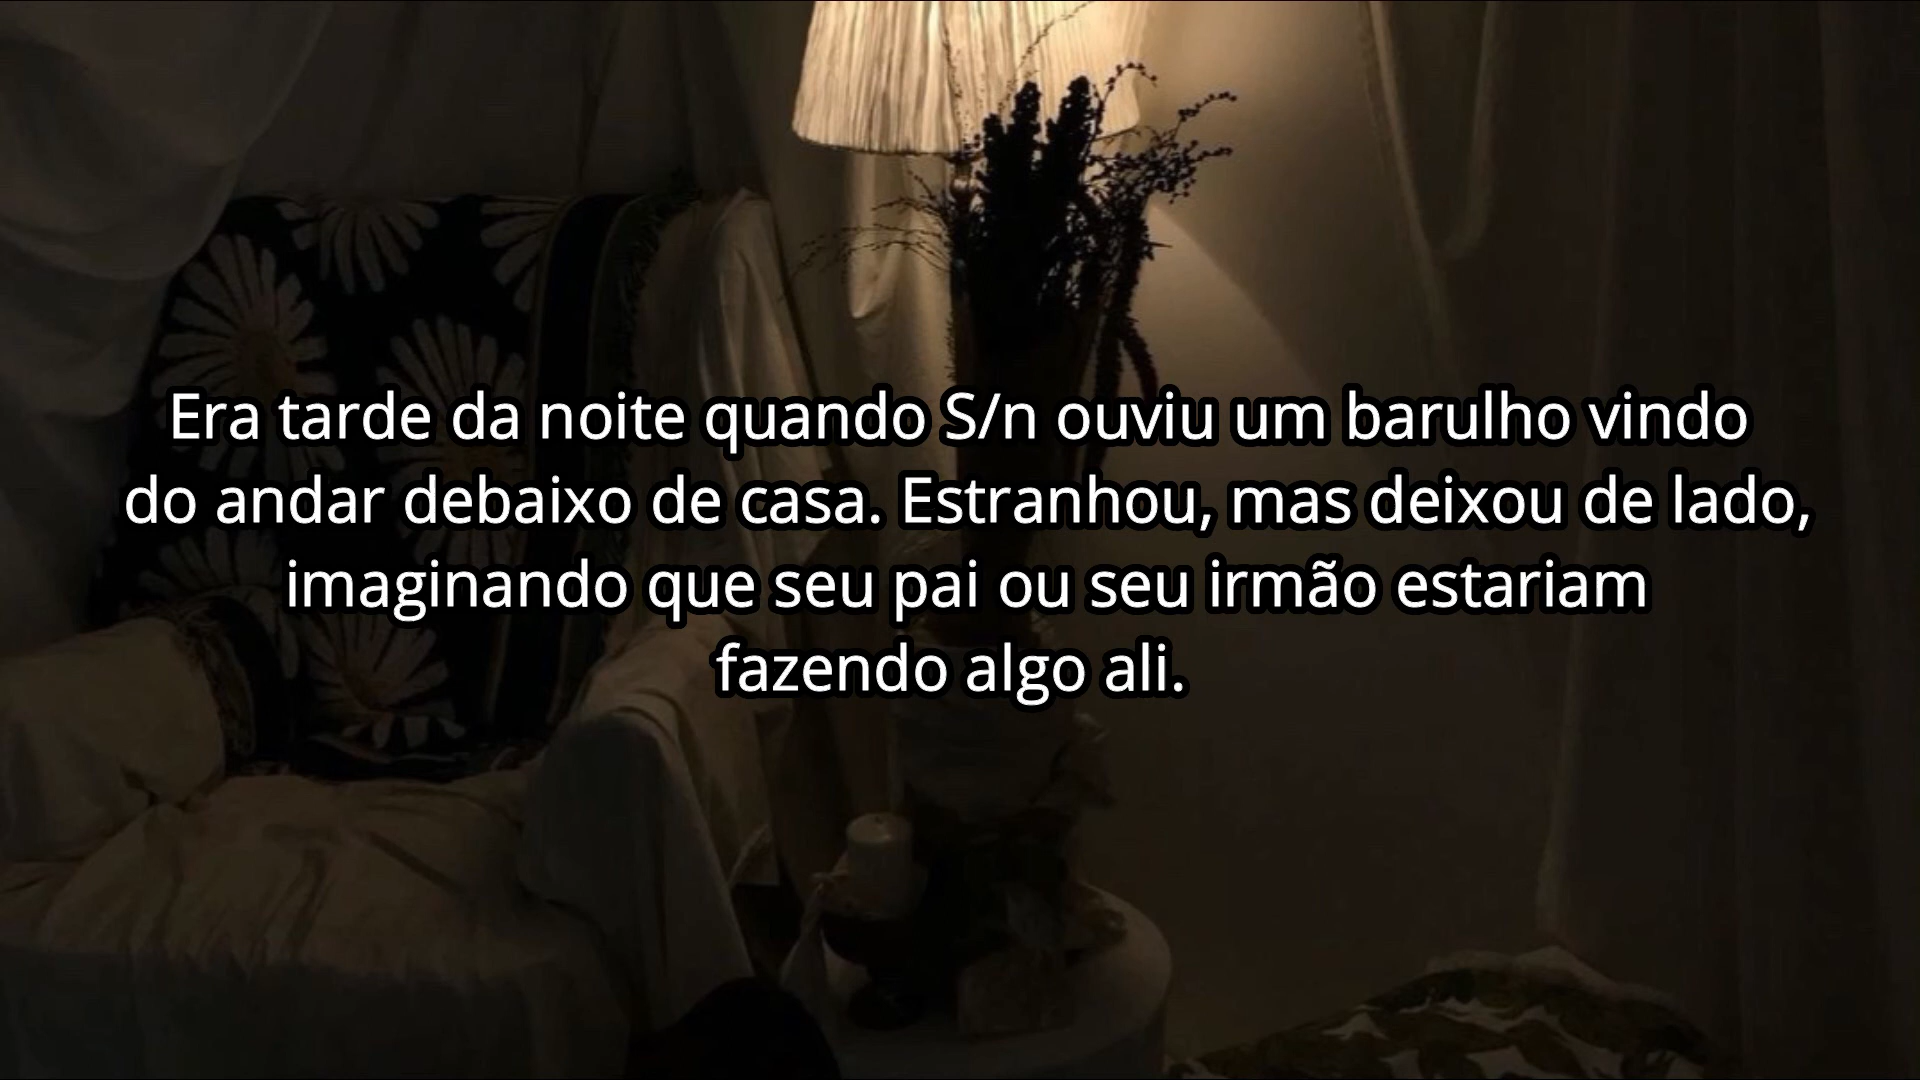 Era tarde da noite quando S/n ouviu um barulho vindo
do andar debaixo de casa. Estranhou, mas deixou de lado,
imaginando que seu pai ou seu irmão estariam
fazendo algo ali.